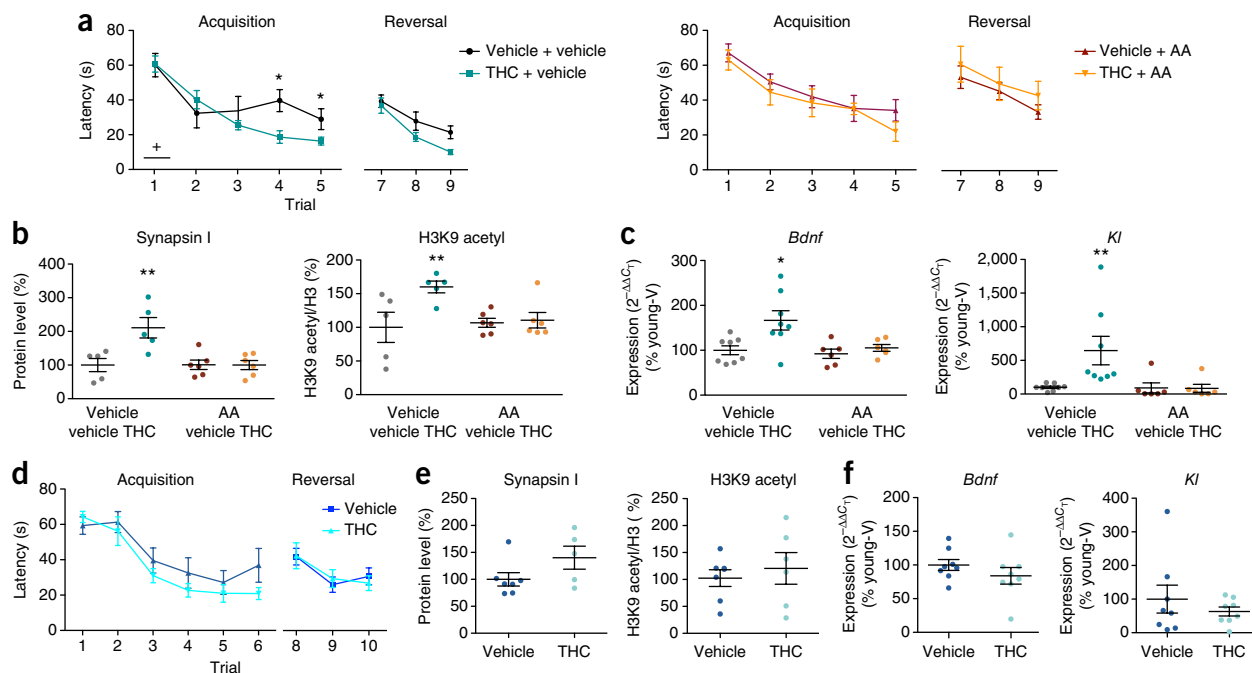 a
Acquisition
Reversal
Latency (s)
80
60
40
20
0
+
*
*
1 2 3 4 5
7 8 9
Trial
Vehicle + vehicle
THC + vehicle
Acquisition
Reversal
Latency (s)
80
60
40
20
0
1 2 3 4 5
7 8 9
Vehicle + AA
THC + AA
b
Synapsin I
Protein level (%)
400
300
200
100
0
**
Vehicle AA
vehicle THC vehicle THC
H3K9 acetyl
H3K9 acetyl/H3 (%)
200
150
100
50
0
**
Vehicle AA
vehicle THC vehicle THC
c
Bdnf
Expression (2−ΔΔCT)
(% young-V)
300
200
100
0
*
Vehicle AA
vehicle THC vehicle THC
Kl
Expression (2−ΔΔCT)
(% young-V)
2,000
1,500
1,000
500
0
**
Vehicle AA
vehicle THC vehicle THC
d
Acquisition
Reversal
Latency (s)
80
60
40
20
0
1 2 3 4 5 6
8 9 10
Trial
Vehicle
THC
e
Synapsin I
Protein level (%)
250
200
150
100
50
0
Vehicle THC
H3K9 acetyl
H3K9 acetyl/H3 (%)
250
200
150
100
50
0
Vehicle THC
f
Bdnf
Expression (2−ΔΔCT)
(% young-V)
200
150
100
50
0
Vehicle THC
Kl
Expression (2−ΔΔCT)
(% young-V)
400
300
200
100
0
Vehicle THC